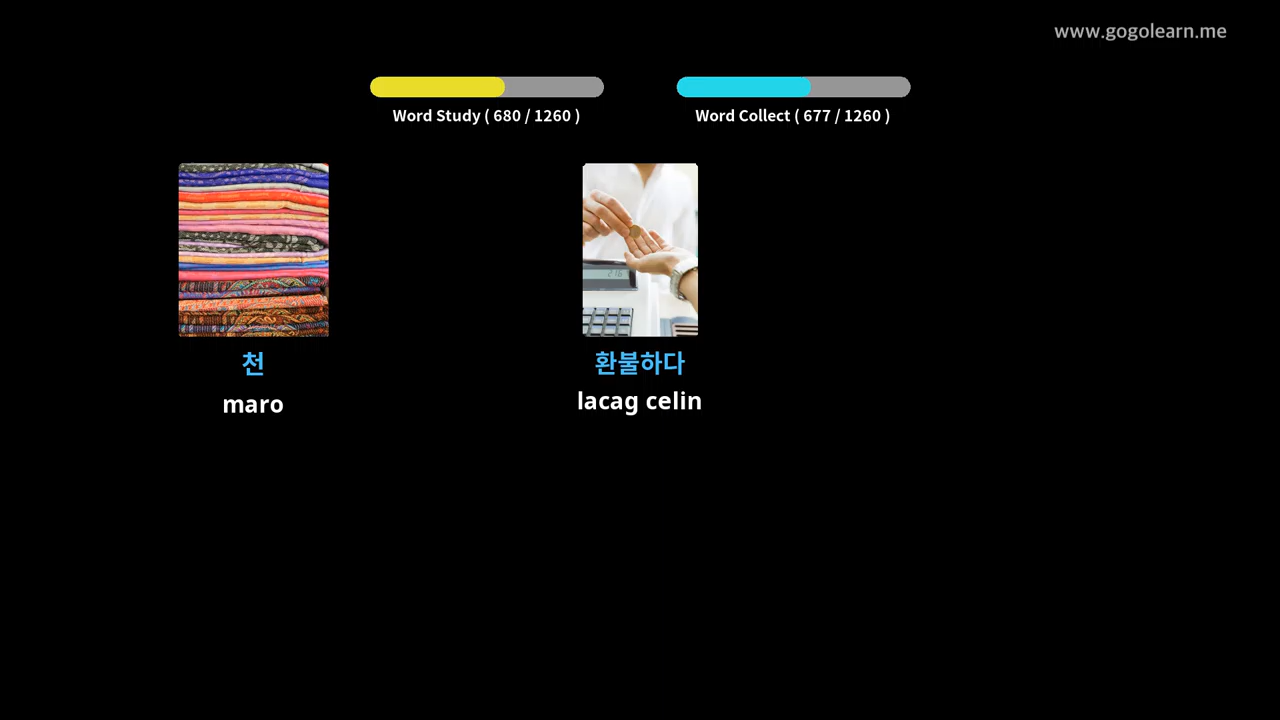 www.gogolearn.me
Word Study ( 680 / 1260 )
Word Collect ( 677 / 1260 )
216
천
환불하다
maro
lacag celin